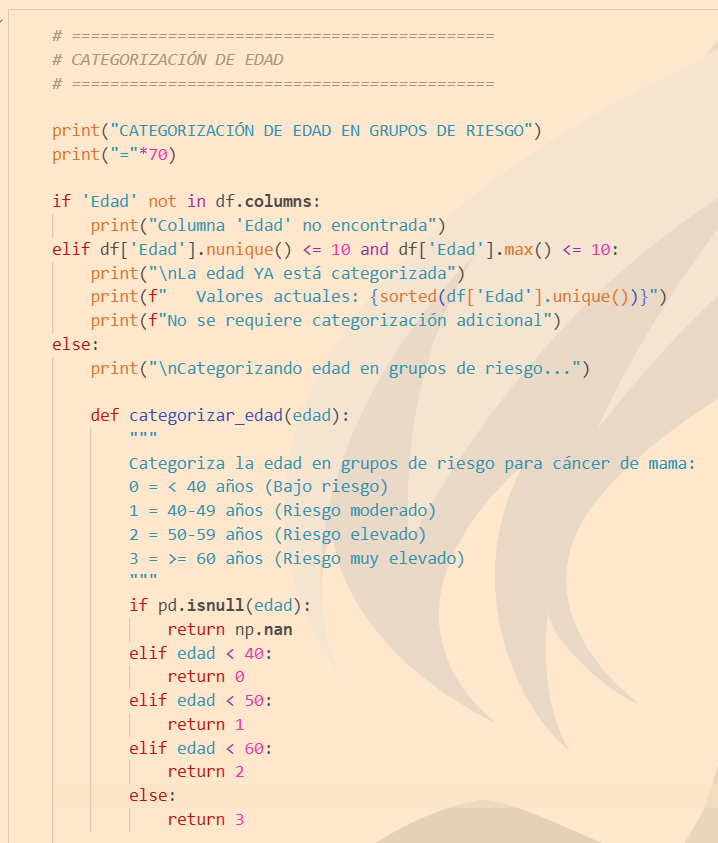 # ============================================
# CATEGORIZACIÓN DE EDAD
# ============================================
print("CATEGORIZACIÓN DE EDAD EN GRUPOS DE RIESGO")
print("="*70)
if 'Edad' not in df.columns:
    print("Columna 'Edad' no encontrada")
elif df['Edad'].nunique() <= 10 and df['Edad'].max() <= 10:
    print("\nLa edad YA está categorizada")
    print(f"   Valores actuales: {sorted(df['Edad'].unique())}")
    print(f"No se requiere categorización adicional")
else:
    print("\nCategorizando edad en grupos de riesgo...")
    def categorizar_edad(edad):
        """
        Categoriza la edad en grupos de riesgo para cáncer de mama:
        0 = < 40 años (Bajo riesgo)
        1 = 40-49 años (Riesgo moderado)
        2 = 50-59 años (Riesgo elevado)
        3 = >= 60 años (Riesgo muy elevado)
        """
        if pd.isnull(edad):
            return np.nan
        elif edad < 40:
            return 0
        elif edad < 50:
            return 1
        elif edad < 60:
            return 2
        else:
            return 3